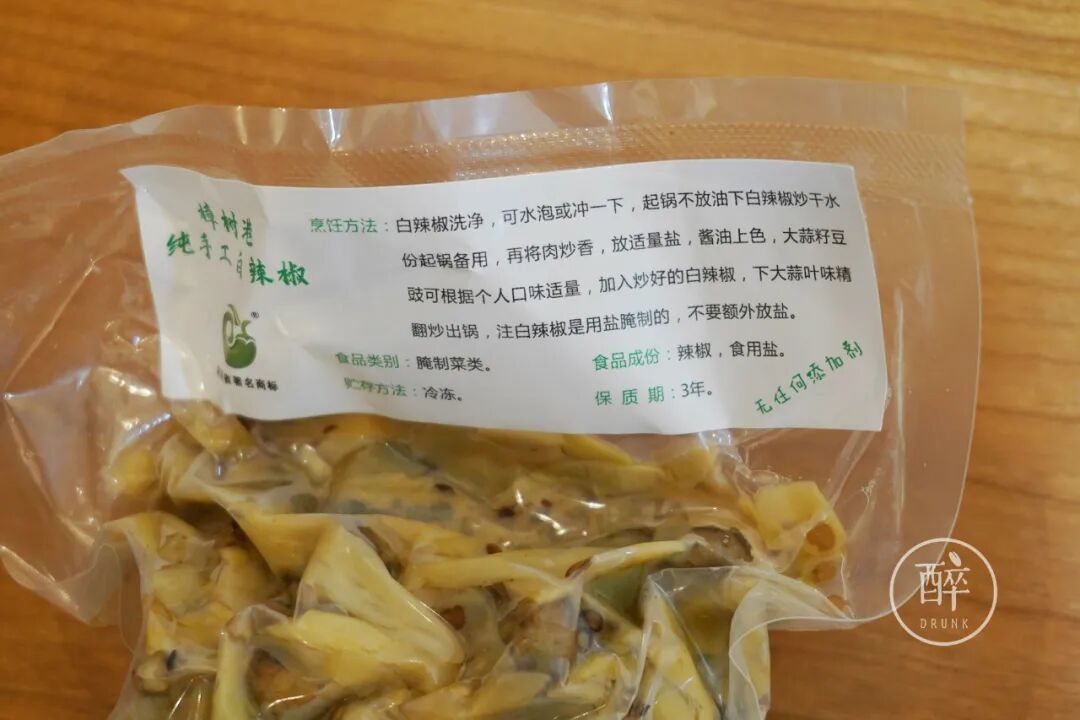 樟树港
纯手工白辣椒
®
著名商标
烹饪方法：白辣椒洗净，可水泡或冲一下，起锅不放油下白辣椒炒干水
份起锅备用，再将肉炒香，放适量盐，酱油上色，大蒜籽豆
豉可根据个人口味适量，加入炒好的白辣椒，下大蒜叶味精
翻炒出锅，注白辣椒是用盐腌制的，不要额外放盐。
食品类别：腌制菜类。 食品成份：辣椒，食用盐。
贮存方法：冷冻。 保 质 期：3年。
无任何添加剂
醉
DRUNK